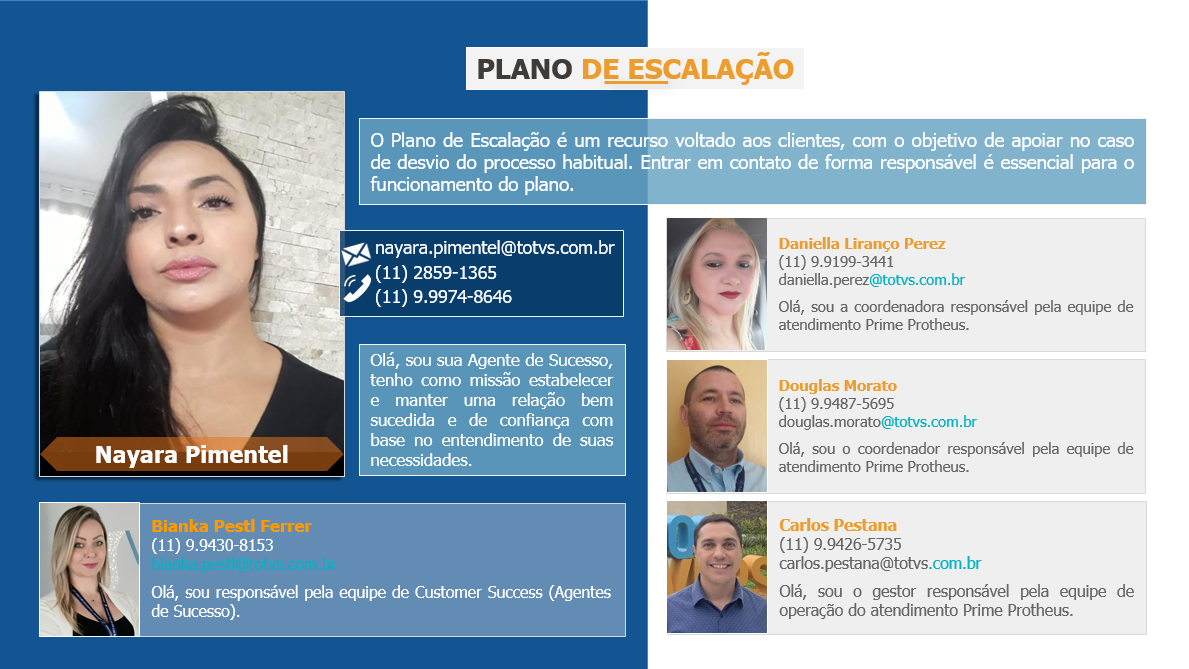 PLANO DE ESCALAÇÃO
O Plano de Escalação é um recurso voltado aos clientes, com o objetivo de apoiar no caso
de desvio do processo habitual. Entrar em contato de forma responsável é essencial para o
funcionamento do plano.
nayara.pimentel@totvs.com.br
(11) 2859-1365
(11) 9.9974-8646
Olá, sou sua Agente de Sucesso,
tenho como missão estabelecer
e manter uma relação bem
sucedida e de confiança com
base no entendimento de suas
necessidades.
Nayara Pimentel
Bianka Pestl Ferrer
(11) 9.9430-8153
bianka.pestl@totvs.com.br
Olá, sou responsável pela equipe de Customer Success (Agentes
de Sucesso).
Daniella Liranço Perez
(11) 9.9199-3441
daniella.perez@totvs.com.br
Olá, sou a coordenadora responsável pela equipe de
atendimento Prime Protheus.
Douglas Morato
(11) 9.9487-5695
douglas.morato@totvs.com.br
Olá, sou o coordenador responsável pela equipe de
atendimento Prime Protheus.
Carlos Pestana
(11) 9.9426-5735
carlos.pestana@totvs.com.br
Olá, sou o gestor responsável pela equipe de
operação do atendimento Prime Protheus.